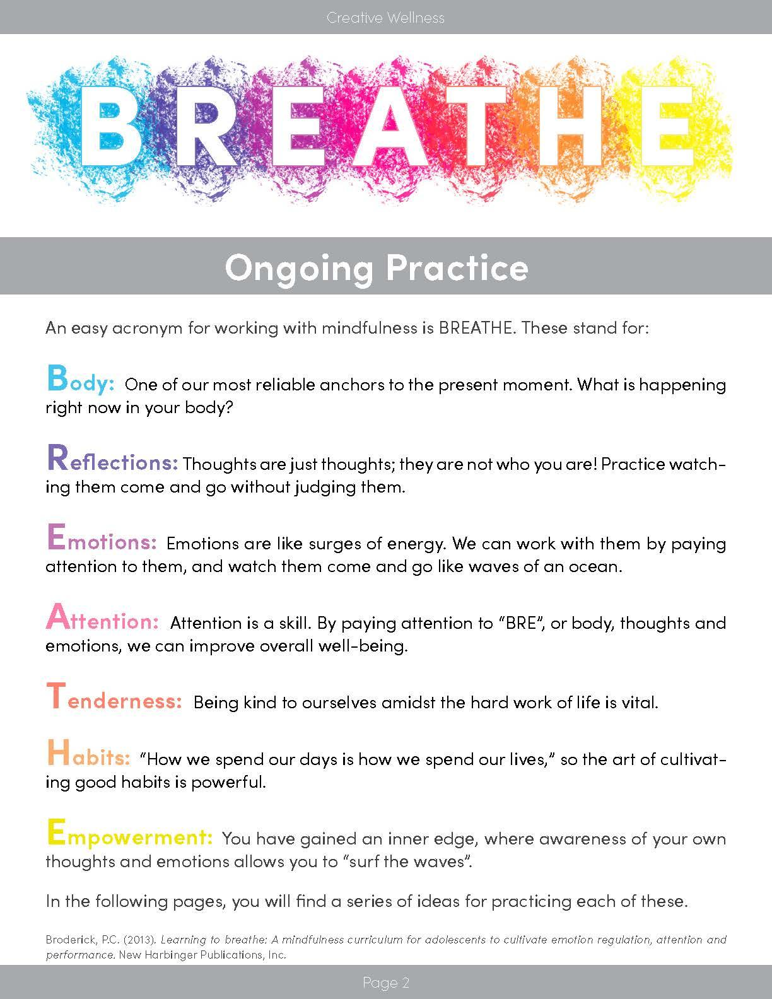 Creative Wellness
BREATHE
Ongoing Practice
An easy acronym for working with mindfulness is BREATHE. These stand for:
Body: One of our most reliable anchors to the present moment. What is happening
right now in your body?
Reflections: Thoughts are just thoughts; they are not who you are! Practice watch-
ing them come and go without judging them.
Emotions: Emotions are like surges of energy. We can work with them by paying
attention to them, and watch them come and go like waves of an ocean.
Attention: Attention is a skill. By paying attention to “BRE”, or body, thoughts and
emotions, we can improve overall well-being.
Tenderness: Being kind to ourselves amidst the hard work of life is vital.
Habits: “How we spend our days is how we spend our lives,” so the art of cultivat-
ing good habits is powerful.
Empowerment: You have gained an inner edge, where awareness of your own
thoughts and emotions allows you to “surf the waves”.
In the following pages, you will find a series of ideas for practicing each of these.
Broderick, P.C. (2013). Learning to breathe: A mindfulness curriculum for adolescents to cultivate emotion regulation, attention and
performance. New Harbinger Publications, Inc.
Page 2